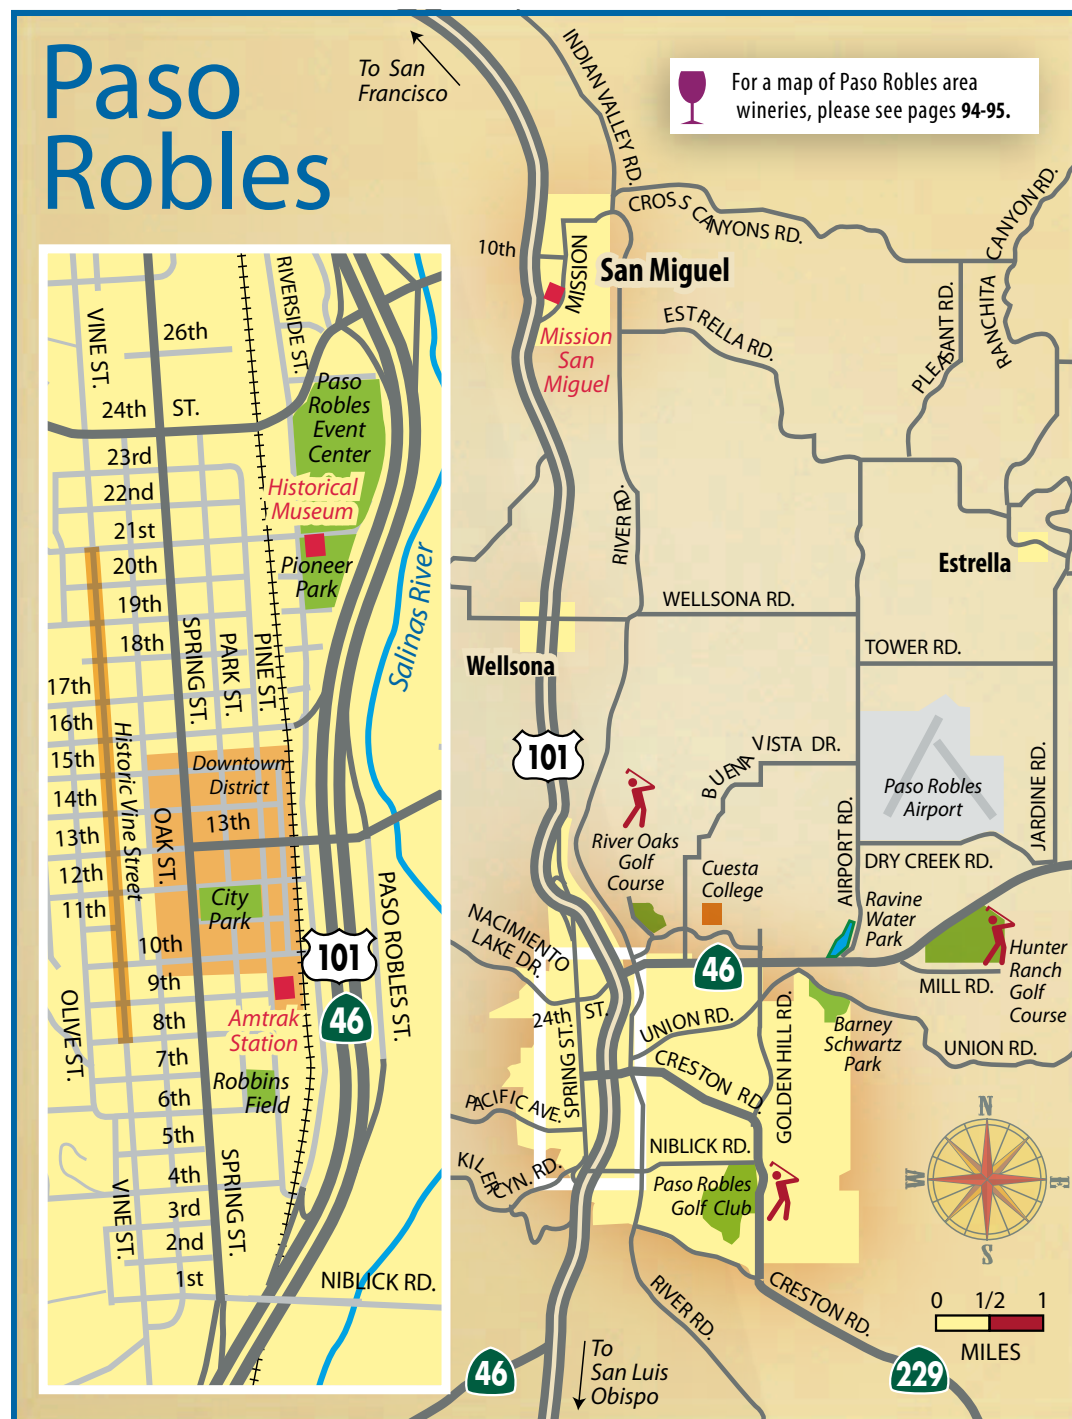 Paso
Robles
To San
Francisco
For a map of Paso Robles area
wineries, please see pages 94-95.
INDIAN VALLEY RD.
CROSS CANYONS RD.
RANCHITA CANYON RD.
PLEASANT RD.
10th
MISSION
San Miguel
Mission
San
Miguel
ESTRELLA RD.
RIVER RD.
Estrella
WELLSONA RD.
Wellsona
TOWER RD.
101
BUENA VISTA DR.
Paso Robles
Airport
JARDINE RD.
AIRPORT RD.
DRY CREEK RD.
River Oaks
Golf
Course
Cuesta
College
Ravine
Water
Park
Hunter
Ranch
Golf
Course
NACIMIENTO
LAKE DR.
46
MILL RD.
24th ST.
UNION RD.
GOLDEN HILL RD.
Barney
Schwartz
Park
UNION RD.
SPRING ST.
CRESTON RD.
PACIFIC AVE.
NIBLICK RD.
KILER CYN. RD.
Paso Robles
Golf Club
N
W
E
S
RIVER RD.
CRESTON RD.
0 1/2 1
MILES
46
To
San Luis
Obispo
229
VINE ST.
26th
RIVERSIDE ST.
24th ST.
Paso
Robles
Event
Center
23rd
22nd
Historical
Museum
21st
20th
Pioneer
Park
19th
18th
SPRING ST.
PARK ST.
PINE ST.
Salinas River
17th
16th
15th
Historic Vine Street
Downtown
District
14th
13th
13th
OAK ST.
12th
11th
City
Park
PASO ROBLES ST.
10th
101
9th
46
OLIVE ST.
8th
Amtrak
Station
7th
6th
Robbins
Field
5th
4th
VINE ST.
3rd
SPRING ST.
2nd
1st
NIBLICK RD.